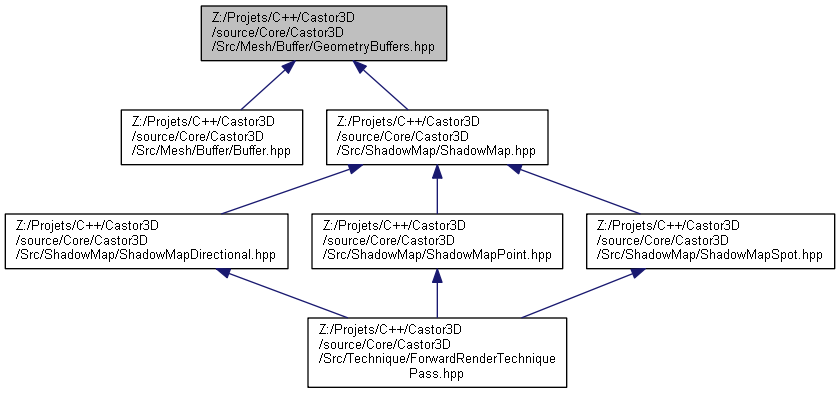 Z:/Projets/C++/Castor3D
/source/Core/Castor3D
/Src/Mesh/Buffer/GeometryBuffers.hpp
Z:/Projets/C++/Castor3D
/source/Core/Castor3D
/Src/Mesh/Buffer/Buffer.hpp
Z:/Projets/C++/Castor3D
/source/Core/Castor3D
/Src/ShadowMap/ShadowMap.hpp
Z:/Projets/C++/Castor3D
/source/Core/Castor3D
/Src/ShadowMap/ShadowMapDirectional.hpp
Z:/Projets/C++/Castor3D
/source/Core/Castor3D
/Src/ShadowMap/ShadowMapPoint.hpp
Z:/Projets/C++/Castor3D
/source/Core/Castor3D
/Src/ShadowMap/ShadowMapSpot.hpp
Z:/Projets/C++/Castor3D
/source/Core/Castor3D
/Src/Technique/ForwardRenderTechnique
Pass.hpp